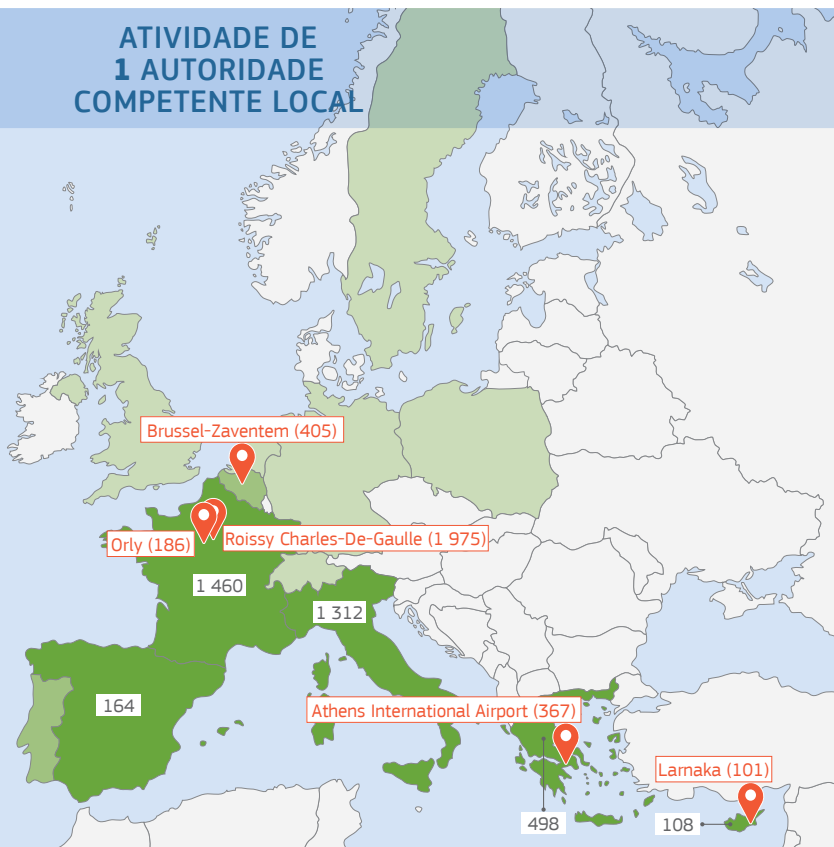 ATIVIDADE DE
1 AUTORIDADE
COMPETENTE LOCAL
Brussel-Zaventem (405)
Orly (186)
Roissy Charles-De-Gaulle (1 975)
1 460
1 312
164
Athens International Airport (367)
Larnaka (101)
498
108